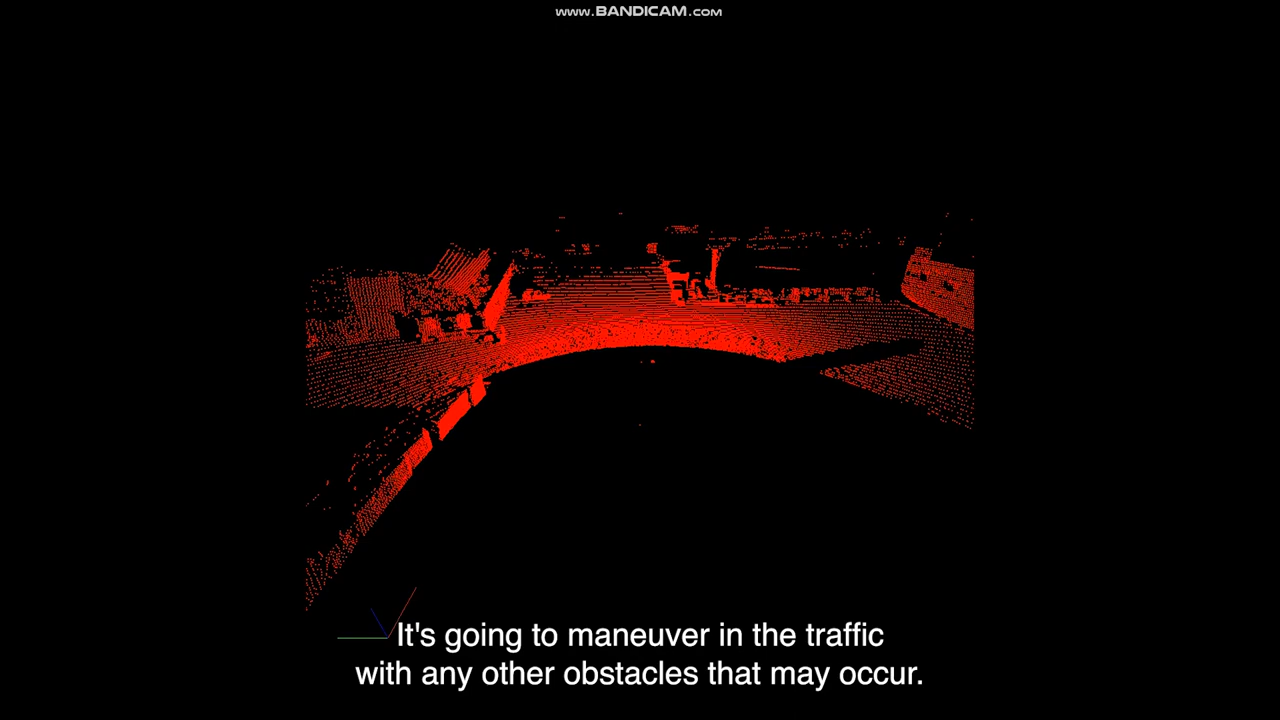 www.BANDICAM.com
It's going to maneuver in the traffic
with any other obstacles that may occur.